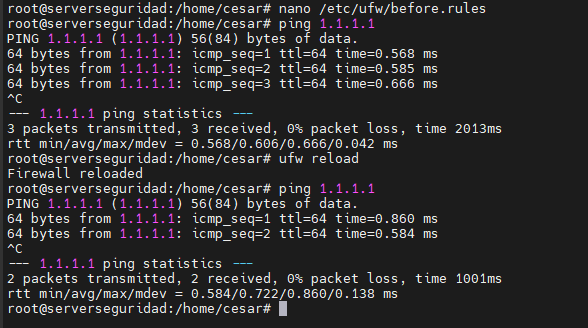 root@serverseguridad:/home/cesar# nano /etc/ufw/before.rules
root@serverseguridad:/home/cesar# ping 1.1.1.1
PING 1.1.1.1 (1.1.1.1) 56(84) bytes of data.
64 bytes from 1.1.1.1: icmp_seq=1 ttl=64 time=0.568 ms
64 bytes from 1.1.1.1: icmp_seq=2 ttl=64 time=0.585 ms
64 bytes from 1.1.1.1: icmp_seq=3 ttl=64 time=0.666 ms
^C
--- 1.1.1.1 ping statistics ---
3 packets transmitted, 3 received, 0% packet loss, time 2013ms
rtt min/avg/max/mdev = 0.568/0.606/0.666/0.042 ms
root@serverseguridad:/home/cesar# ufw reload
Firewall reloaded
root@serverseguridad:/home/cesar# ping 1.1.1.1
PING 1.1.1.1 (1.1.1.1) 56(84) bytes of data.
64 bytes from 1.1.1.1: icmp_seq=1 ttl=64 time=0.860 ms
64 bytes from 1.1.1.1: icmp_seq=2 ttl=64 time=0.584 ms
^C
--- 1.1.1.1 ping statistics ---
2 packets transmitted, 2 received, 0% packet loss, time 1001ms
rtt min/avg/max/mdev = 0.584/0.722/0.860/0.138 ms
root@serverseguridad:/home/cesar#